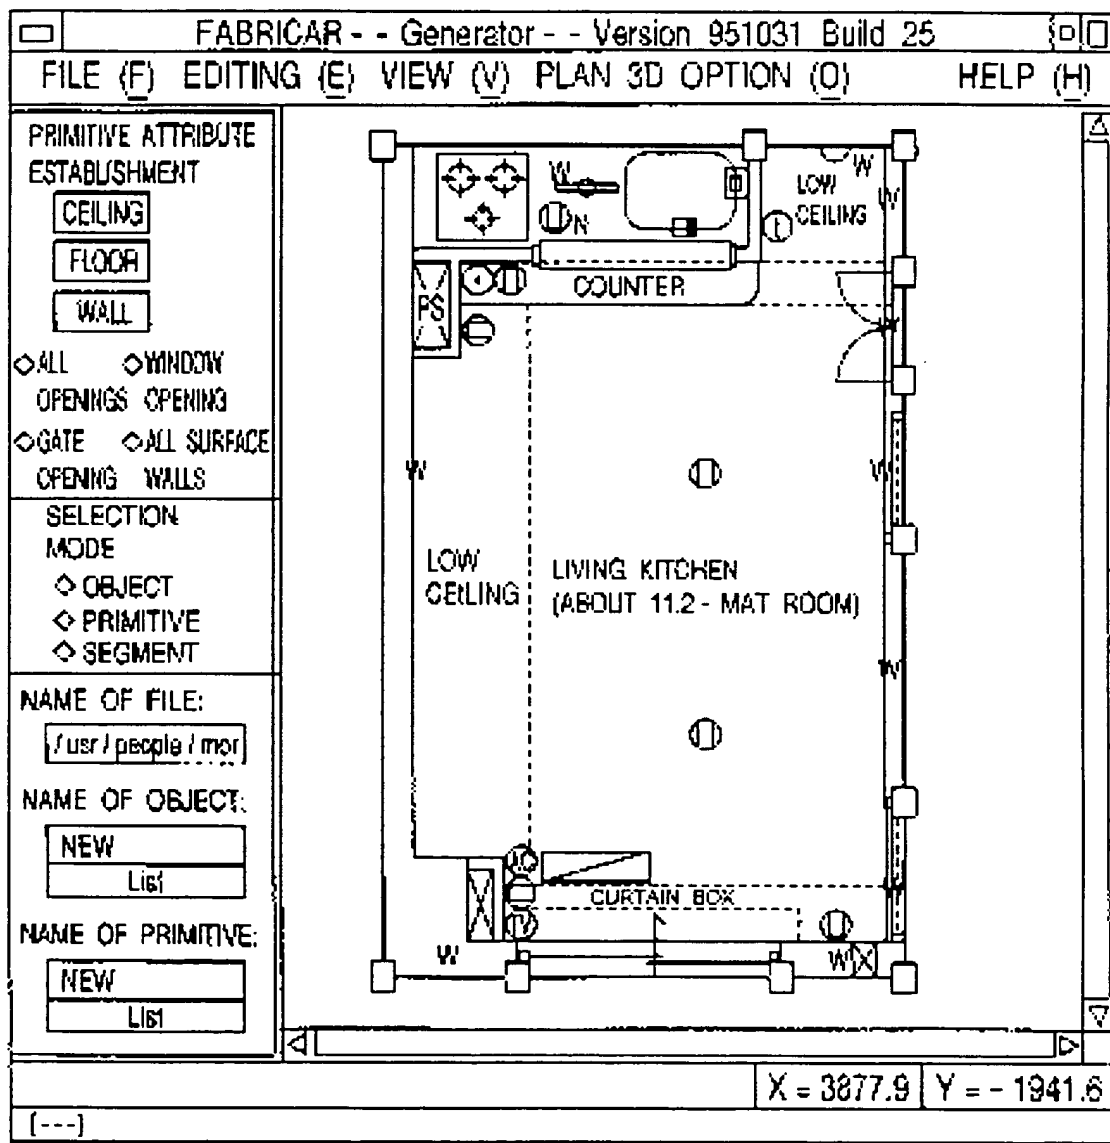 FABRICAR - - Generator - - Version 951031 Build 25
FILE (F) EDITING (E) VIEW (V) PLAN 3D OPTION (O) HELP (H)
PRIMITIVE ATTRIBUTE
ESTABLISHMENT
CEILING
FLOOR
WALL
◇ALL ◇WINDOW
OPENINGS OPENING
◇GATE ◇ALL SURFACE
OPENING WALLS
SELECTION
MODE
◇ OBJECT
◇ PRIMITIVE
◇ SEGMENT
NAME OF FILE:
/ usr / people / mor
NAME OF OBJECT:
NEW
List
NAME OF PRIMITIVE:
NEW
List
W
W
LOW
CEILING
W
N
t
COUNTER
PS
W
W
W
LOW
CEILING
LIVING KITCHEN
(ABOUT 11.2 - MAT ROOM)
W
CURTAIN BOX
TV
W
W
X = 3877.9 Y = - 1941.6
[---]